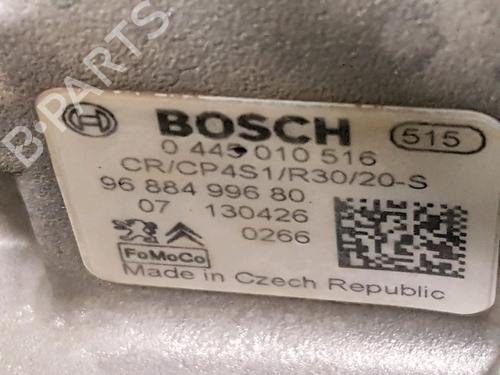 B-PARTS
BOSCH 515
0 445 010 516
CR/CP4S1/R30/20-S
96 884 996 80
07 130426
0266
FoMoCo
Made in Czech Republic